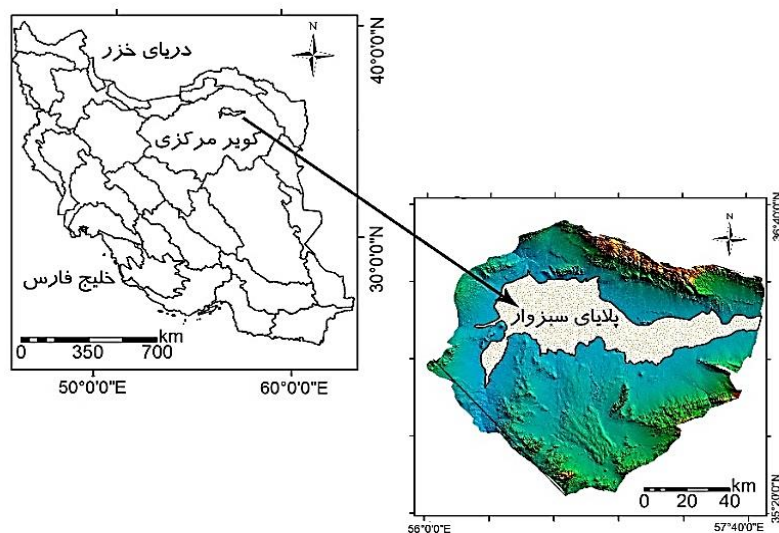 N
دریای خزر
کویر مرکزی
خلیج فارس
km
0 350 700
40°0'0"N
30°0'0"N
50°0'0"E
60°0'0"E
N
پلایای سبزوار
km
0 20 40
36°40'0"N
35°20'0"N
56°0'0"E
57°40'0"E